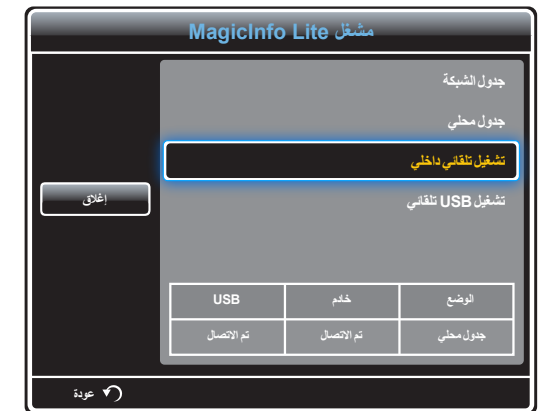 مشغل MagicInfo Lite
جدول الشبكة
جدول محلي
تشغيل تلقائي داخلي
تشغيل USB تلقائي
إغلاق
الوضع خادم USB
جدول محلي تم الاتصال تم الاتصال
عودة